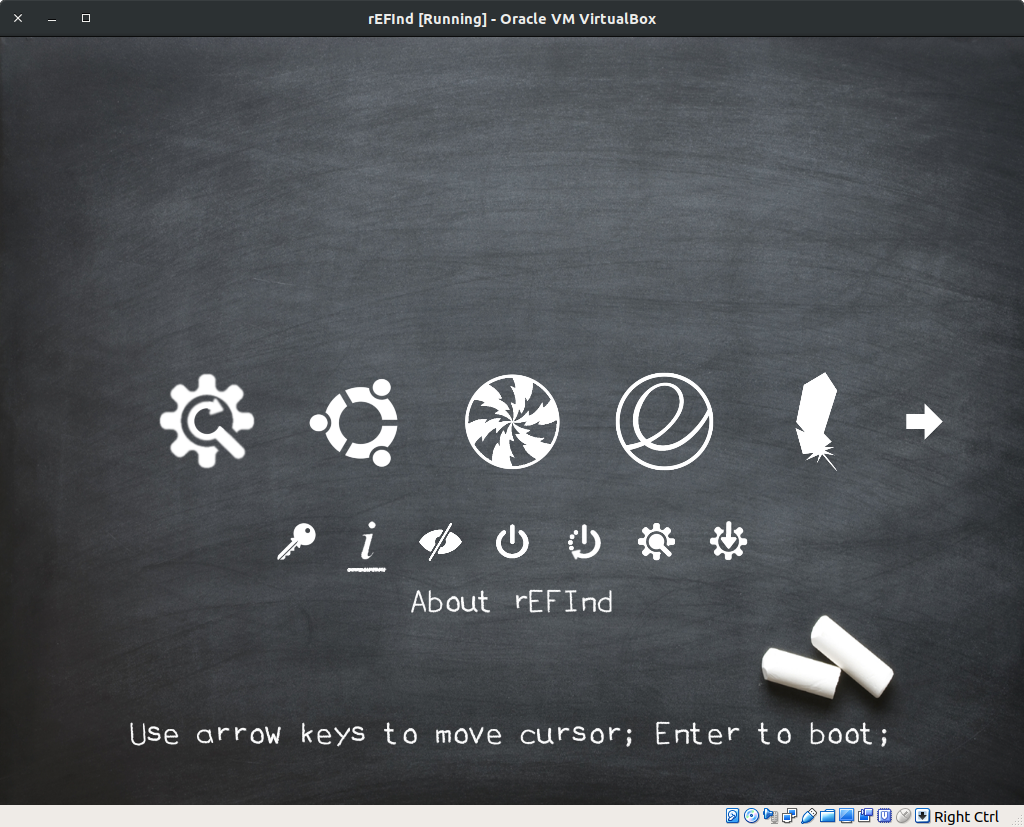 rEFInd [Running] - Oracle VM VirtualBox
About rEFInd
Use arrow keys to move cursor; Enter to boot;
Right Ctrl